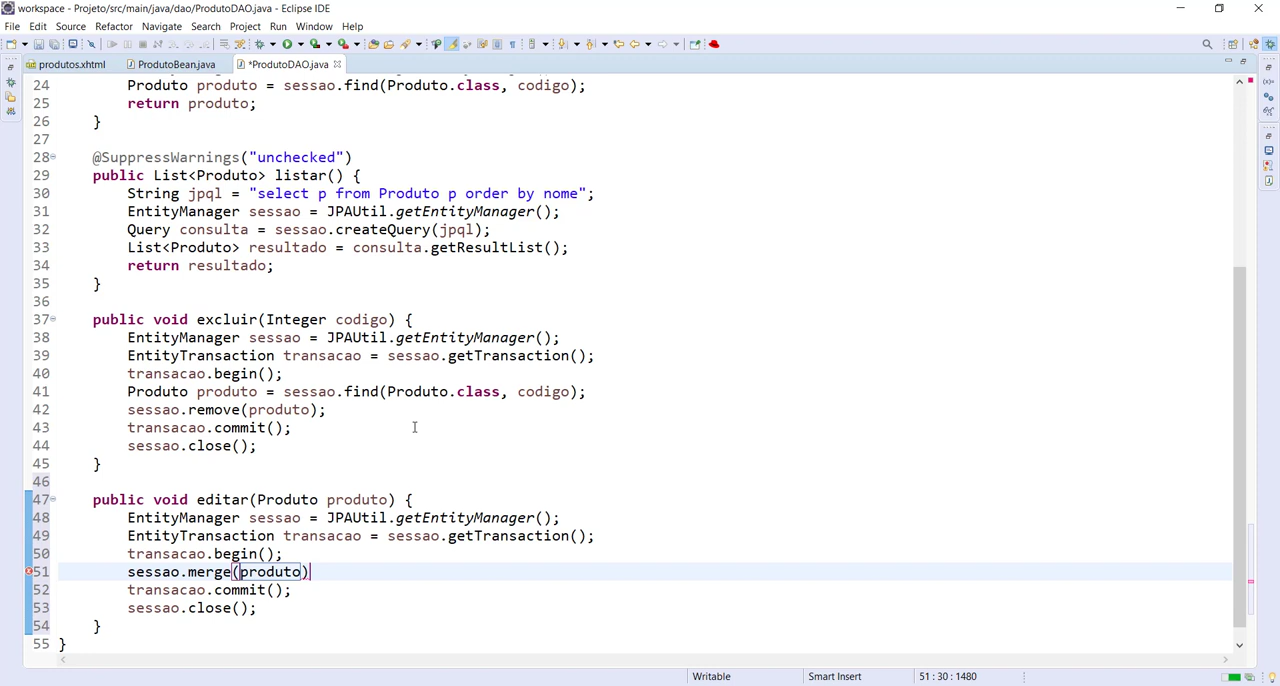 workspace - Projeto/src/main/java/dao/ProdutoDAO.java - Eclipse IDE
File Edit Source Refactor Navigate Search Project Run Window Help
produtos.xhtml ProdutoBean.java *ProdutoDAO.java
24 Produto produto = sessao.find(Produto.class, codigo);
25 return produto;
26 }
27
28 @SuppressWarnings("unchecked")
29 public List<Produto> listar() {
30 String jpql = "select p from Produto p order by nome";
31 EntityManager sessao = JPAUtil.getEntityManager();
32 Query consulta = sessao.createQuery(jpql);
33 List<Produto> resultado = consulta.getResultList();
34 return resultado;
35 }
36
37 public void excluir(Integer codigo) {
38 EntityManager sessao = JPAUtil.getEntityManager();
39 EntityTransaction transacao = sessao.getTransaction();
40 transacao.begin();
41 Produto produto = sessao.find(Produto.class, codigo);
42 sessao.remove(produto);
43 transacao.commit();
44 sessao.close();
45 }
46
47 public void editar(Produto produto) {
48 EntityManager sessao = JPAUtil.getEntityManager();
49 EntityTransaction transacao = sessao.getTransaction();
50 transacao.begin();
51 sessao.merge(produto)
52 transacao.commit();
53 sessao.close();
54 }
55 }
Writable Smart Insert 51 : 30 : 1480